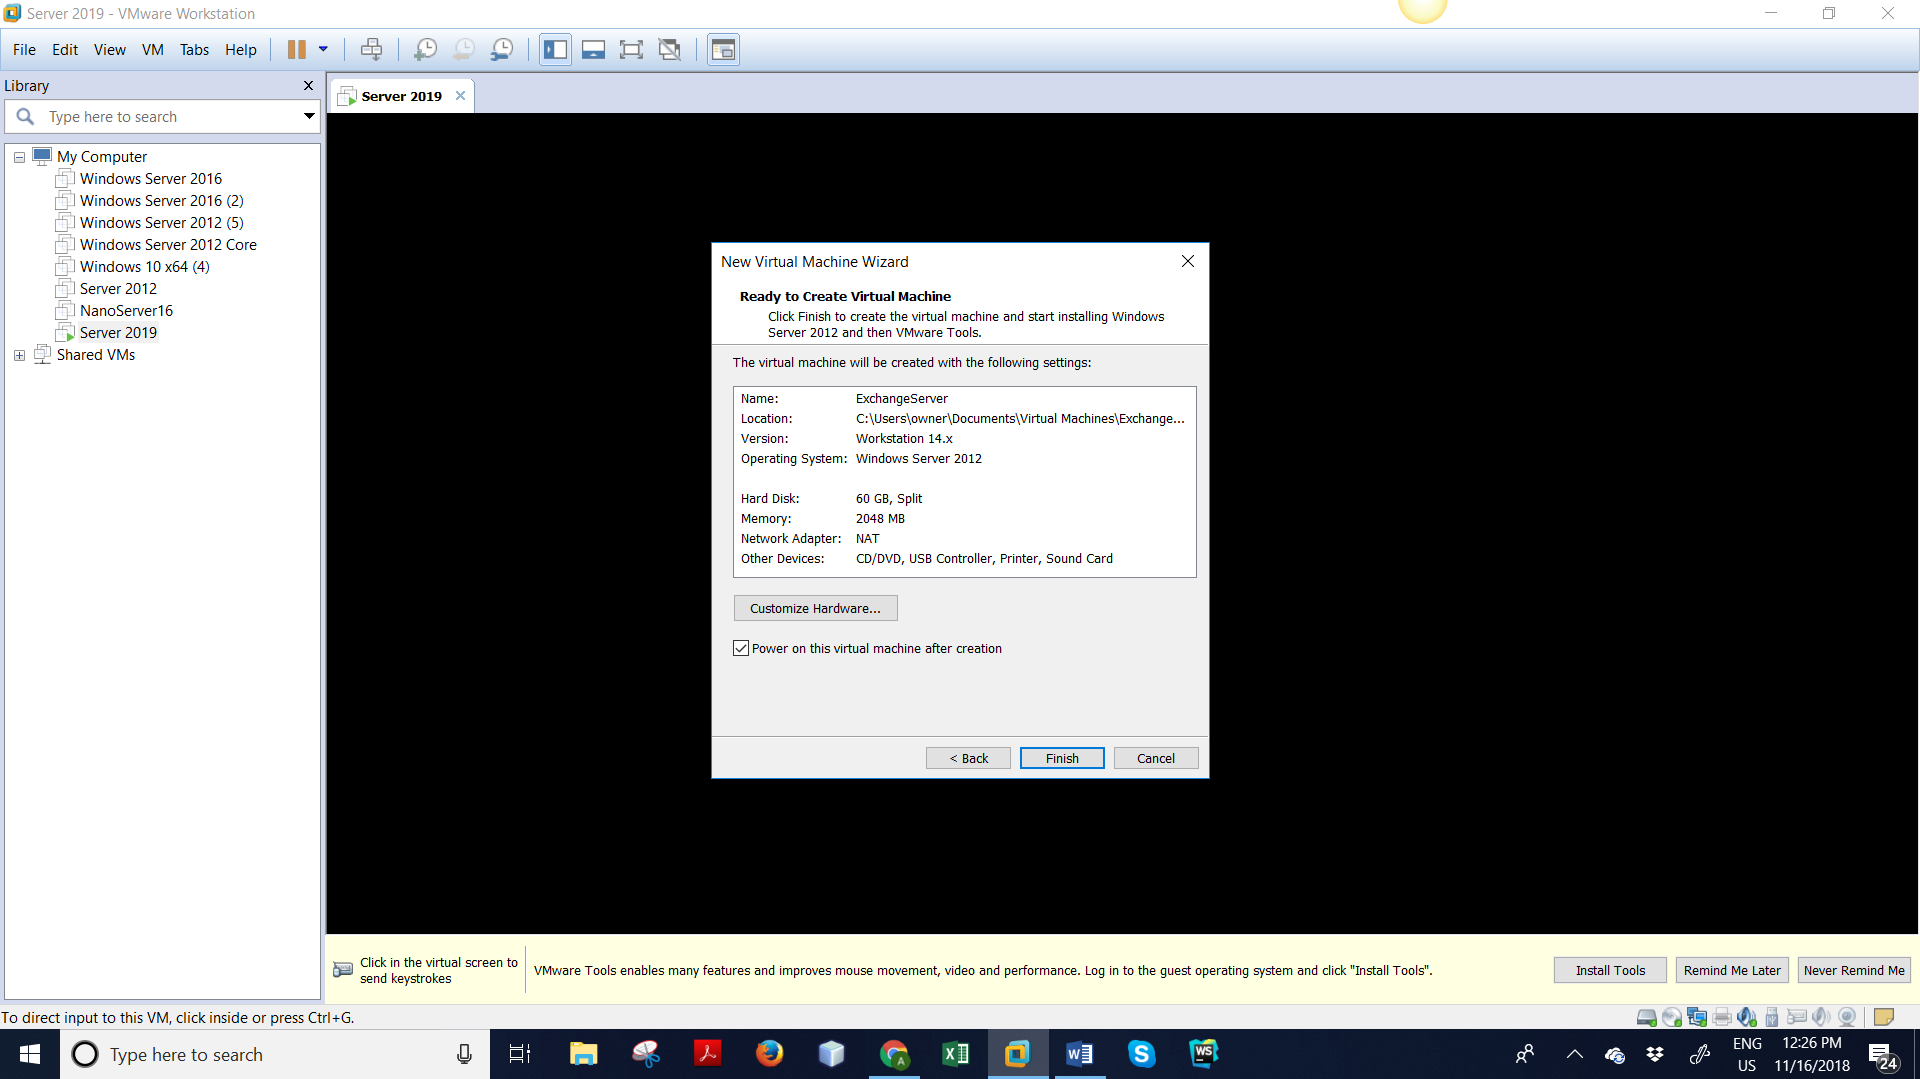 Server 2019 - VMware Workstation
File Edit View VM Tabs Help
Library
Type here to search
My Computer
Windows Server 2016
Windows Server 2016 (2)
Windows Server 2012 (5)
Windows Server 2012 Core
Windows 10 x64 (4)
Server 2012
NanoServer16
Server 2019
Shared VMs
Server 2019
New Virtual Machine Wizard
Ready to Create Virtual Machine
Click Finish to create the virtual machine and start installing Windows
Server 2012 and then VMware Tools.
The virtual machine will be created with the following settings:
Name: ExchangeServer
Location: C:\Users\owner\Documents\Virtual Machines\Exchange...
Version: Workstation 14.x
Operating System: Windows Server 2012
Hard Disk: 60 GB, Split
Memory: 2048 MB
Network Adapter: NAT
Other Devices: CD/DVD, USB Controller, Printer, Sound Card
Customize Hardware...
Power on this virtual machine after creation
< Back Finish Cancel
Click in the virtual screen to
send keystrokes
VMware Tools enables many features and improves mouse movement, video and performance. Log in to the guest operating system and click "Install Tools".
Install Tools Remind Me Later Never Remind Me
To direct input to this VM, click inside or press Ctrl+G.
Type here to search
WS
ENG
US
12:26 PM
11/16/2018
24